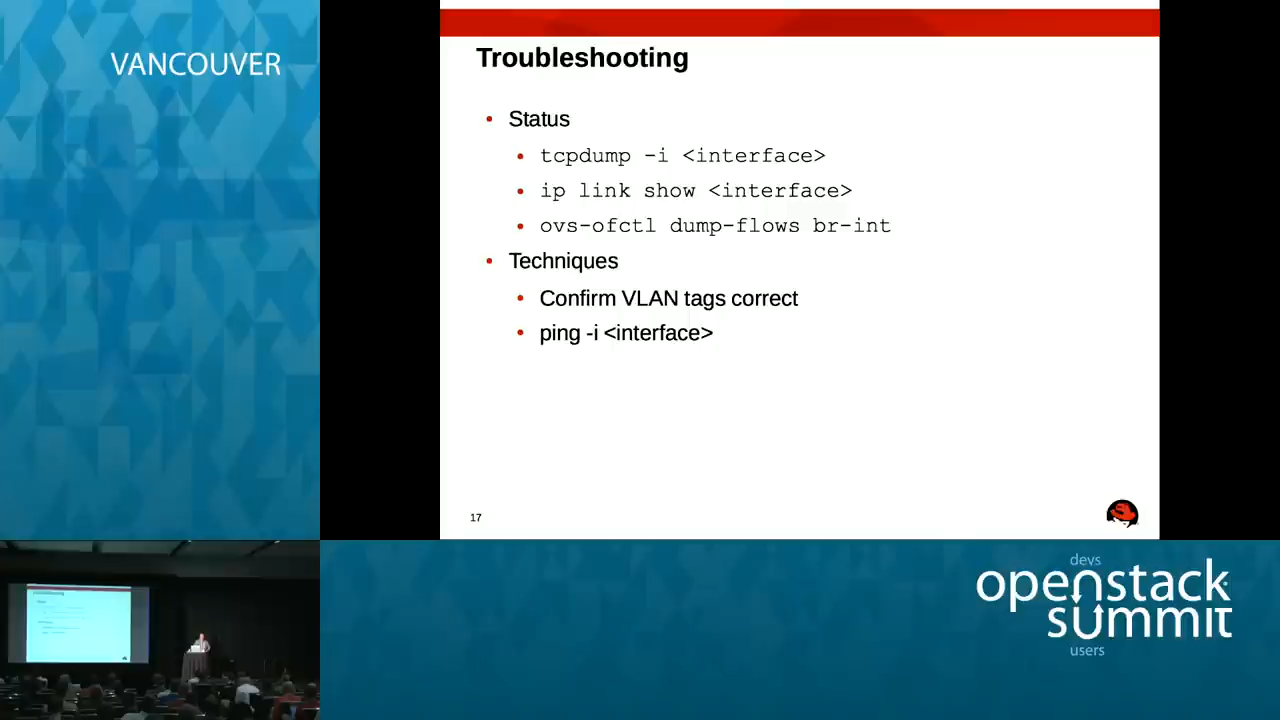 VANCOUVER
Troubleshooting
• Status
• tcpdump -i <interface>
• ip link show <interface>
• ovs-ofctl dump-flows br-int
• Techniques
• Confirm VLAN tags correct
• ping -i <interface>
17
devs
openstack
summit
users